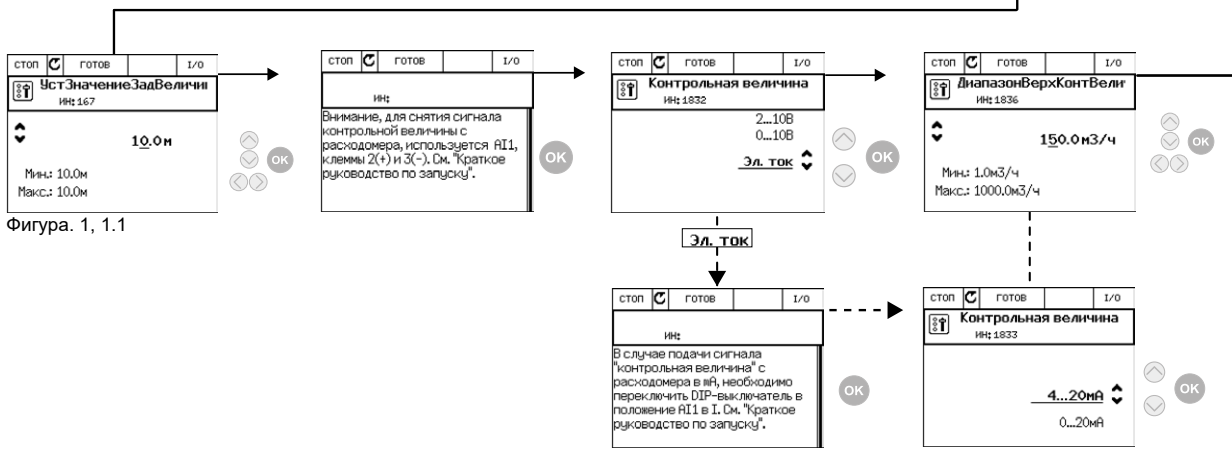 СТОП ГОТОВ I/O
УстЗначениеЗадВеличи
ИН: 167
10.0м
Мин.: 10.0м
Макс.: 10.0м
OK
Фигура. 1, 1.1
СТОП ГОТОВ I/O
ИН:
Внимание, для снятия сигнала
контрольной величины с
расходомера, используется AI1,
клеммы 2(+) и 3(-). См. "Краткое
руководство по запуску".
OK
СТОП ГОТОВ I/O
Контрольная величина
ИН: 1832
2...10В
0...10В
Эл. ток
OK
СТОП ГОТОВ I/O
ДиапазонВерхКонтВели
ИН: 1836
150.0м3/ч
Мин.: 1.0м3/ч
Макс.: 1000.0м3/ч
OK
Эл. ток
СТОП ГОТОВ I/O
ИН:
В случае подачи сигнала
"контрольная величина" с
расходомера в мА, необходимо
переключить DIP-выключатель в
положение AI1 в I. См. "Краткое
руководство по запуску".
OK
СТОП ГОТОВ I/O
Контрольная величина
ИН: 1833
4...20мА
0...20мА
OK